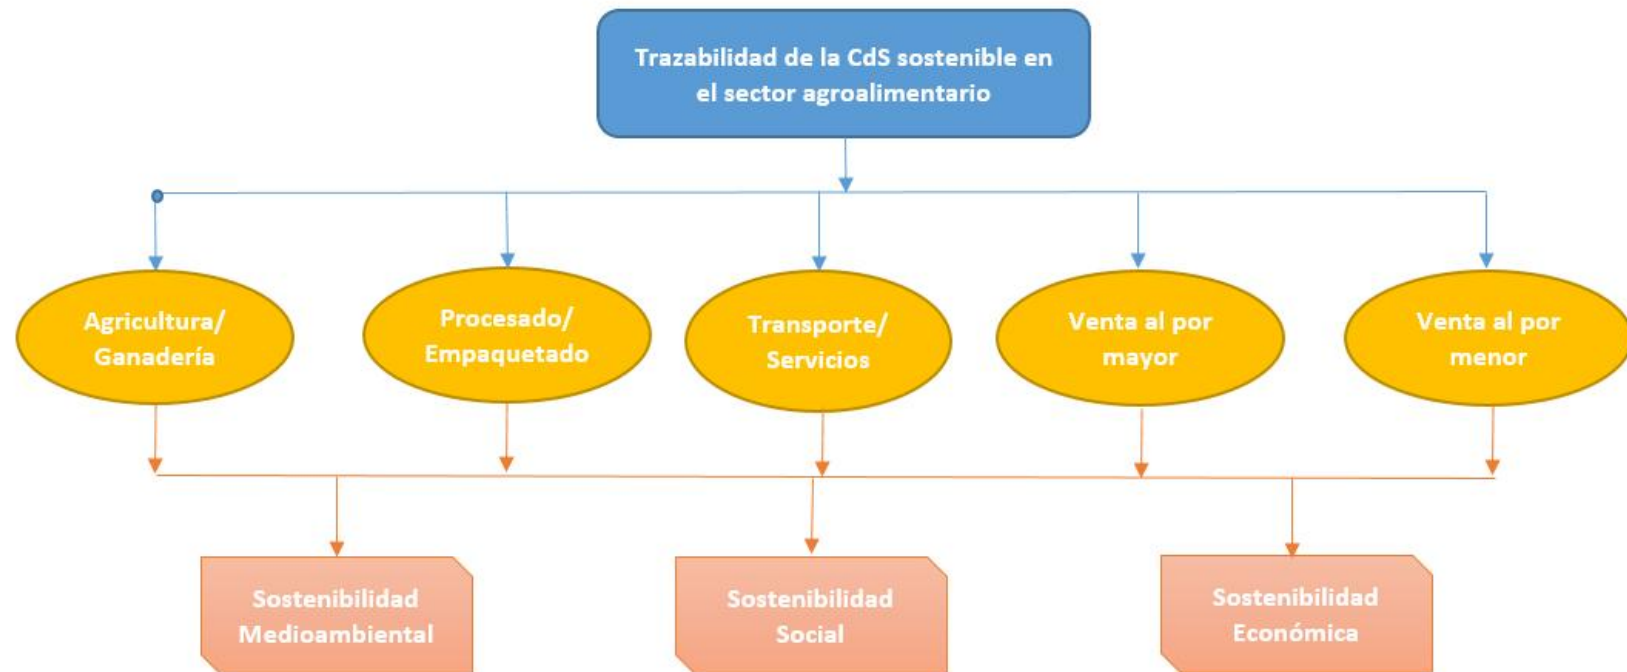 Trazabilidad de la CdS sostenible en
el sector agroalimentario
Agricultura/
Ganadería
Procesado/
Empaquetado
Transporte/
Servicios
Venta al por
mayor
Venta al por
menor
Sostenibilidad
Medioambiental
Sostenibilidad
Social
Sostenibilidad
Económica